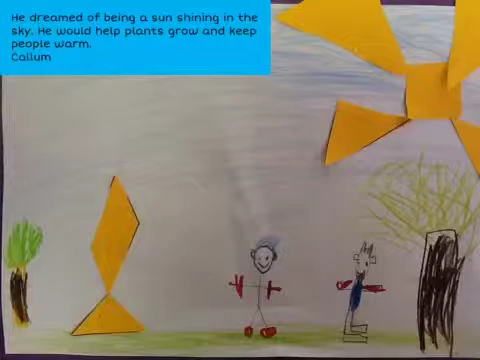 He dreamed of being a sun shining in the
sky. He would help plants grow and keep
people warm.
Callum